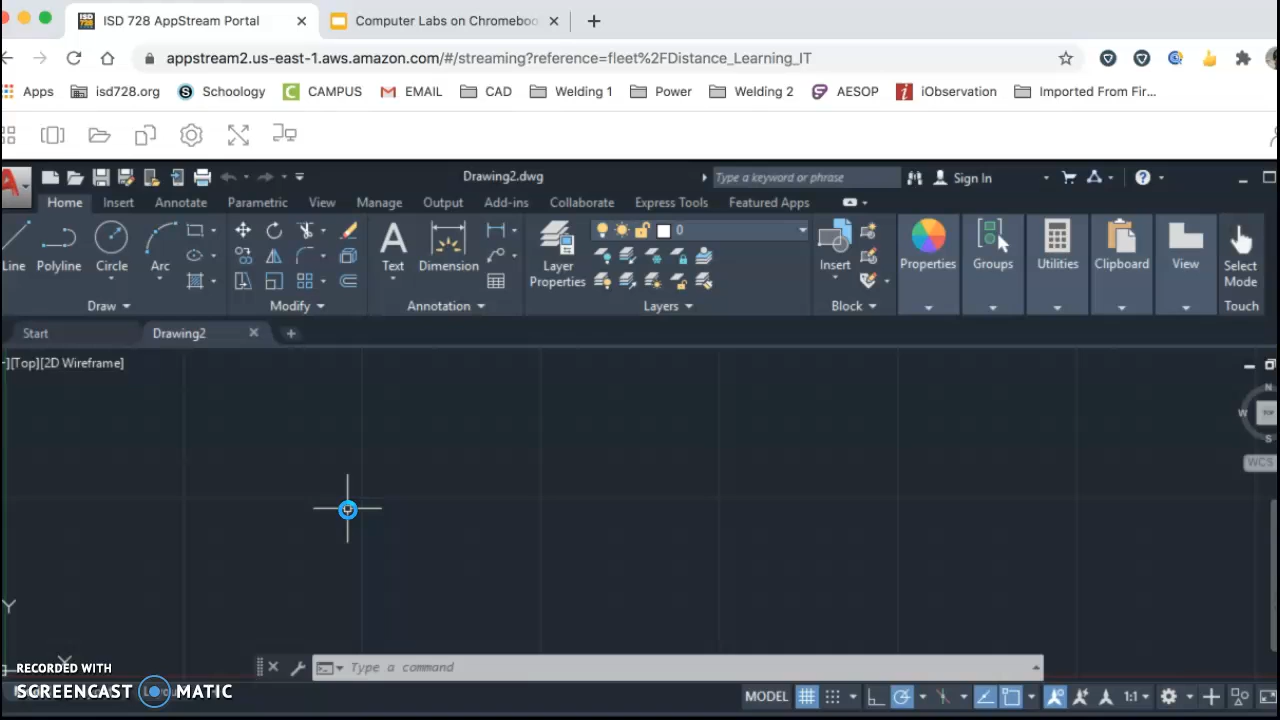 ISD 728 AppStream Portal
Computer Labs on Chromeboo
appstream2.us-east-1.aws.amazon.com/#/streaming?reference=fleet%2FDistance_Learning_IT
Apps isd728.org Schoology CAMPUS EMAIL CAD Welding 1 Power Welding 2 AESOP iObservation Imported From Fir...
Drawing2.dwg Type a keyword or phrase Sign In
Home Insert Annotate Parametric View Manage Output Add-ins Collaborate Express Tools Featured Apps
0
Line Polyline Circle Arc Text Dimension Layer Properties Insert Properties Groups Utilities Clipboard View Select Mode
Draw Modify Annotation Layers Block Touch
Start Drawing2
][Top][2D Wireframe]
N
W TOP
S
WCS
Y
X
Type a command
RECORDED WITH
SCREENCAST MATIC
MODEL 1:1